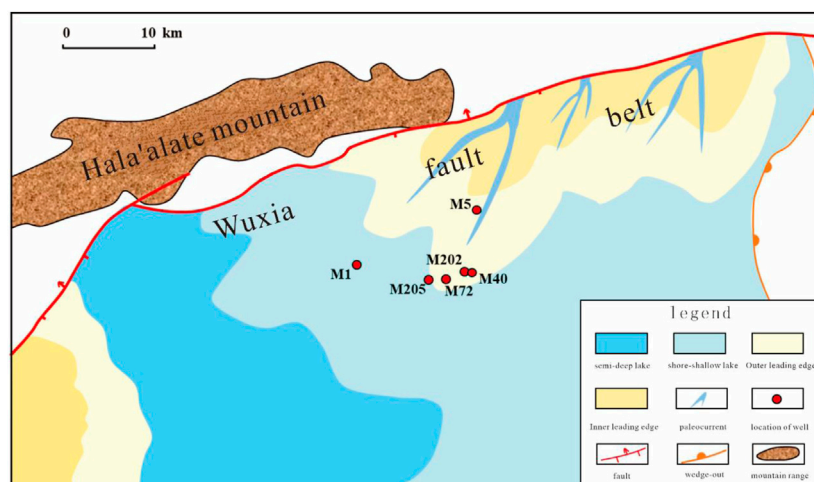 0 10 km
Hala'alate mountain
Wuxia
fault
belt
M5
M202
M1
M40
M205
M72
legend
semi-deep lake
shore-shallow lake
Outer leading edge
Inner leading edge
paleocurrent
location of well
fault
wedge-out
mountain range